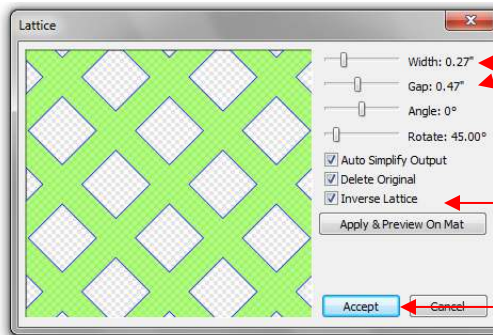 Lattice
Width: 0.27"
Gap: 0.47"
Angle: 0°
Rotate: 45.00°
Auto Simplify Output
Delete Original
Inverse Lattice
Apply & Preview On Mat
Accept Cancel